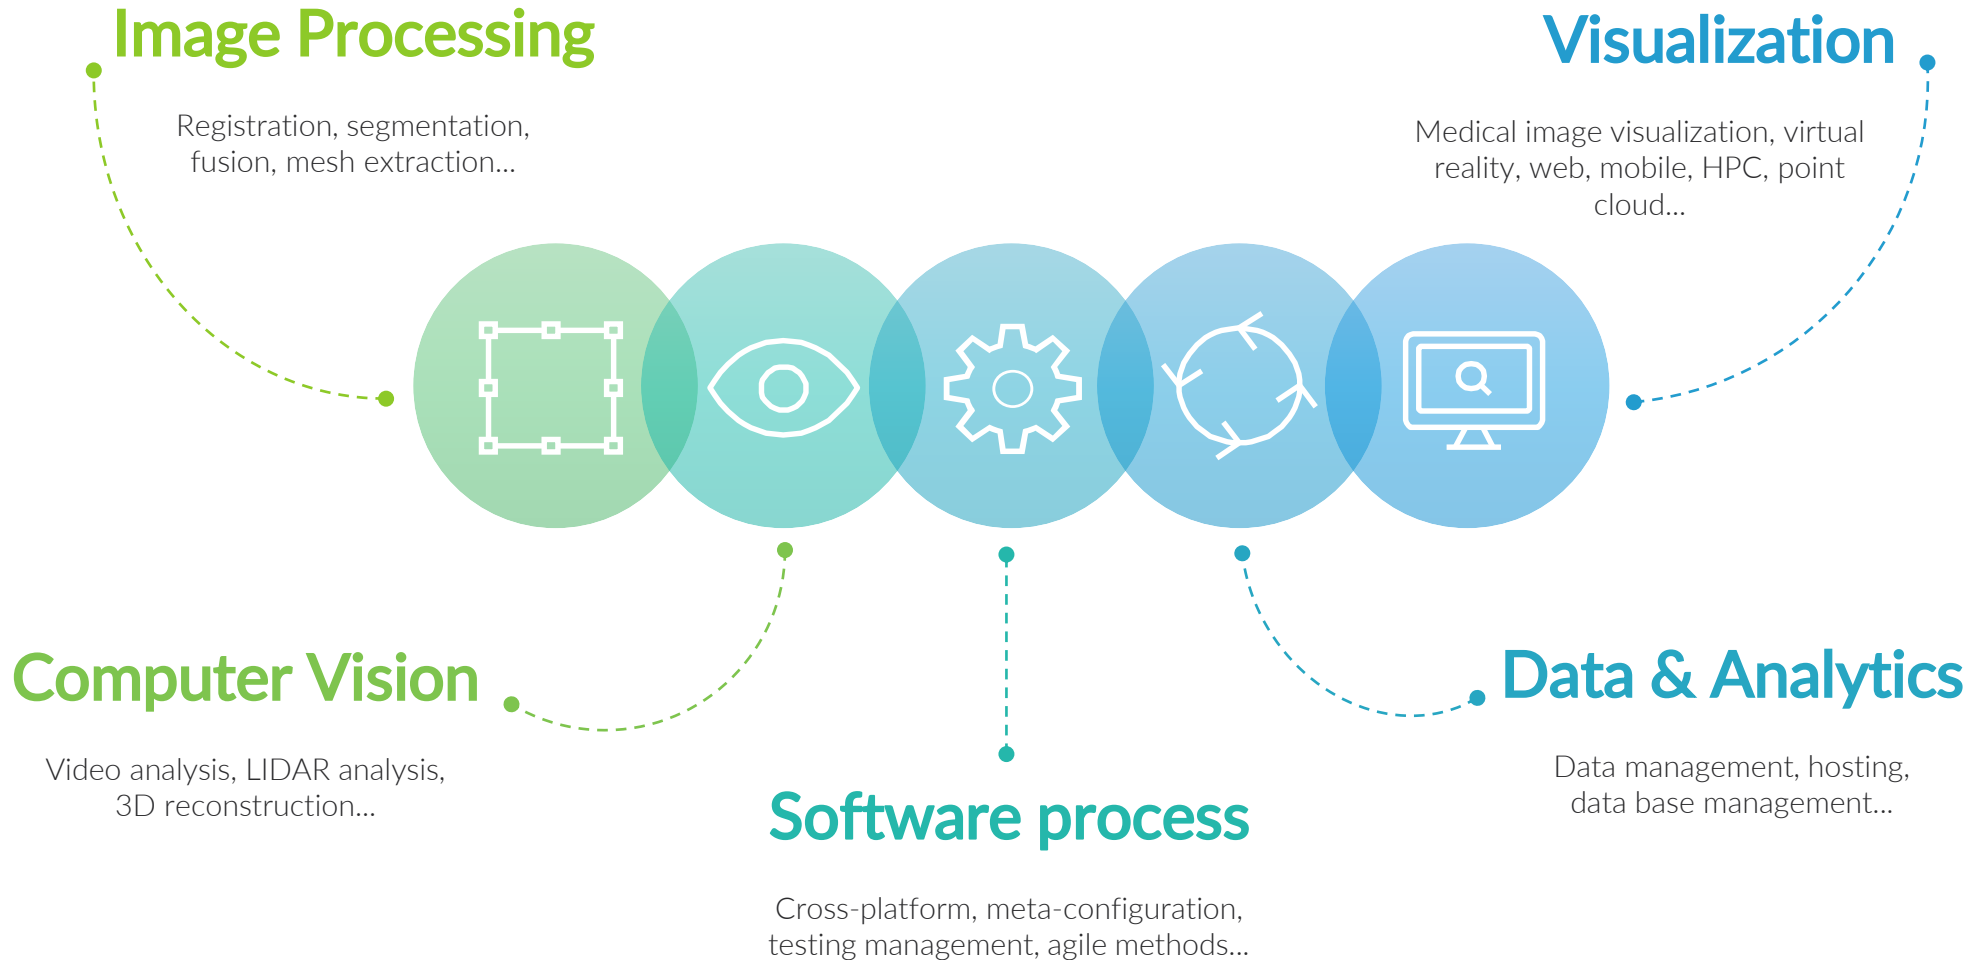 Image Processing
Registration, segmentation,
fusion, mesh extraction...
Visualization
Medical image visualization, virtual
reality, web, mobile, HPC, point
cloud...
Computer Vision
Video analysis, LIDAR analysis,
3D reconstruction...
Software process
Cross-platform, meta-configuration,
testing management, agile methods...
Data & Analytics
Data management, hosting,
data base management...